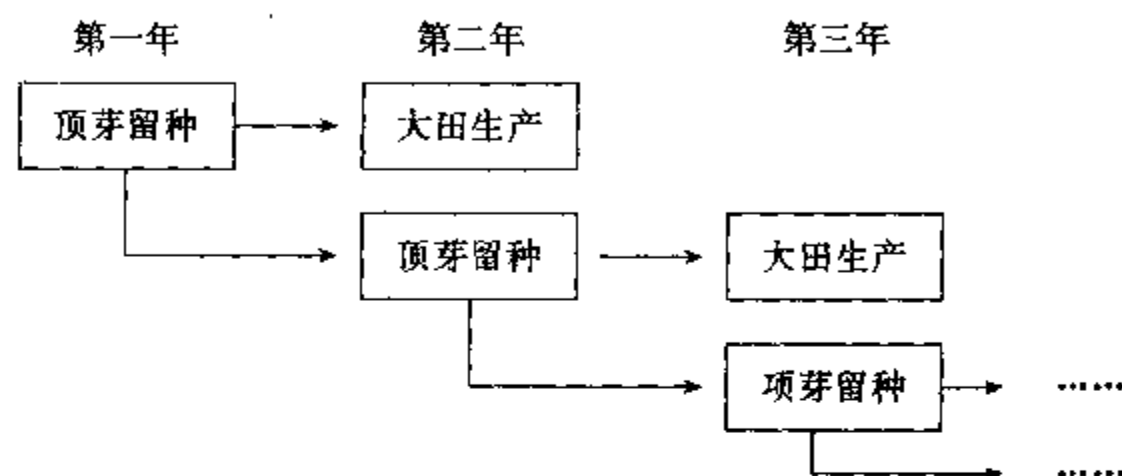 第一年 第二年 第三年
顶芽留种 大田生产
顶芽留种 大田生产
项芽留种 ……
……